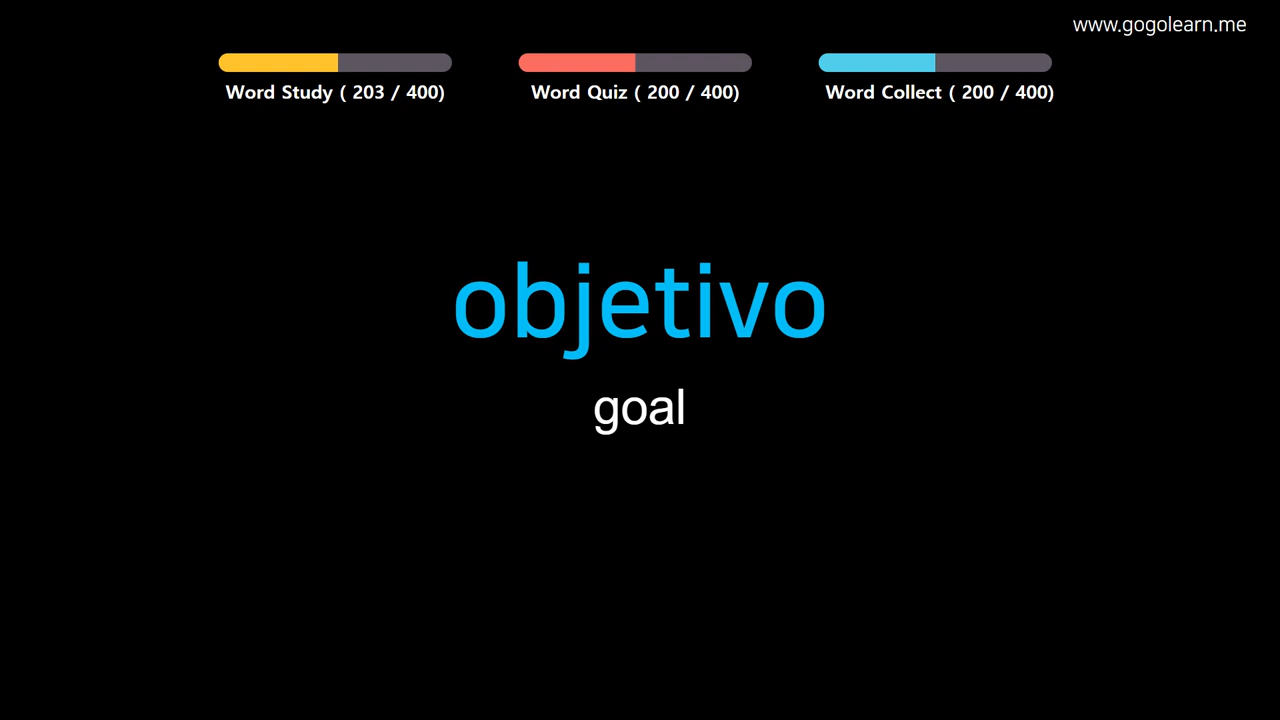 www.gogolearn.me
Word Study ( 203 / 400)
Word Quiz ( 200 / 400)
Word Collect ( 200 / 400)
objetivo
goal